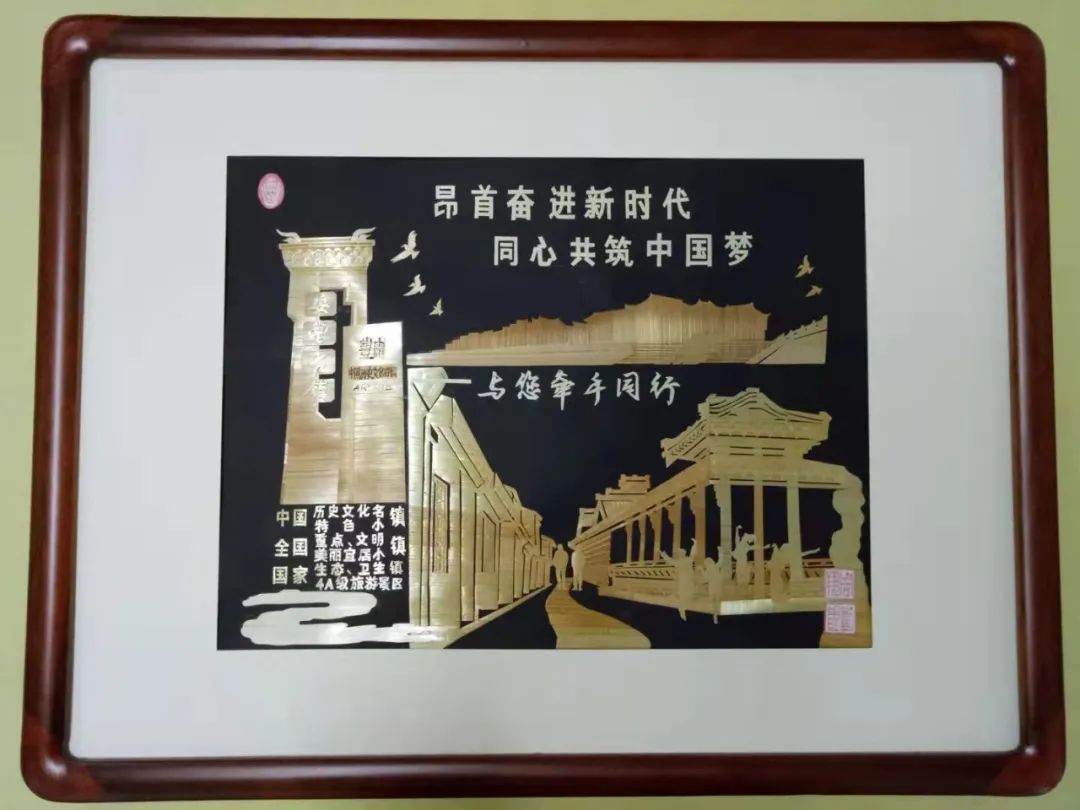 昂首奋进新时代
同心共筑中国梦
与您牵手同行
中国 历史文化名镇
特色小镇
全国 重点、文明镇
美丽宜居小镇
国家 生态、卫生镇
4A级旅游景区